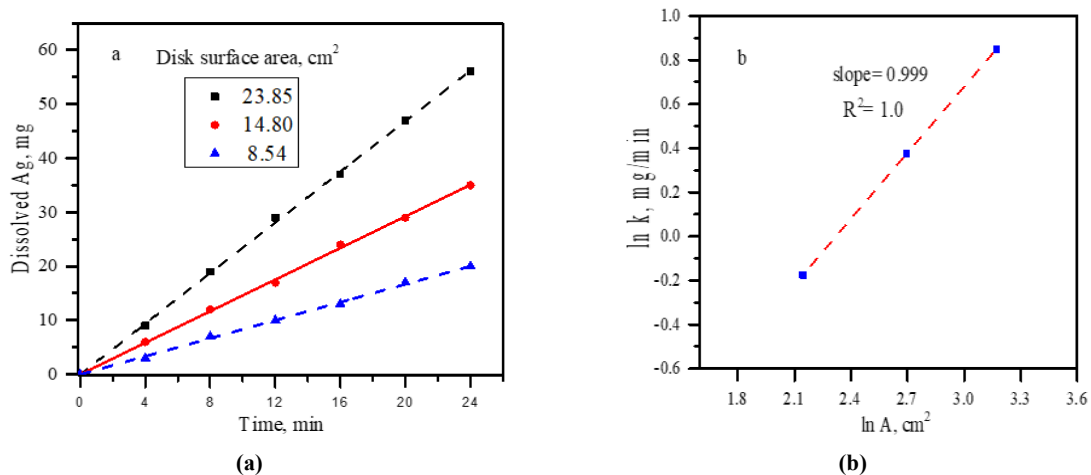 a
Disk surface area, cm²
23.85
14.80
8.54
Dissolved Ag, mg
60
50
40
30
20
10
0
0 4 8 12 16 20 24
Time, min
(a)
b
slope= 0.999
R²= 1.0
ln k, mg/min
1.0
0.8
0.6
0.4
0.2
0.0
-0.2
-0.4
-0.6
1.8 2.1 2.4 2.7 3.0 3.3 3.6
ln A, cm²
(b)